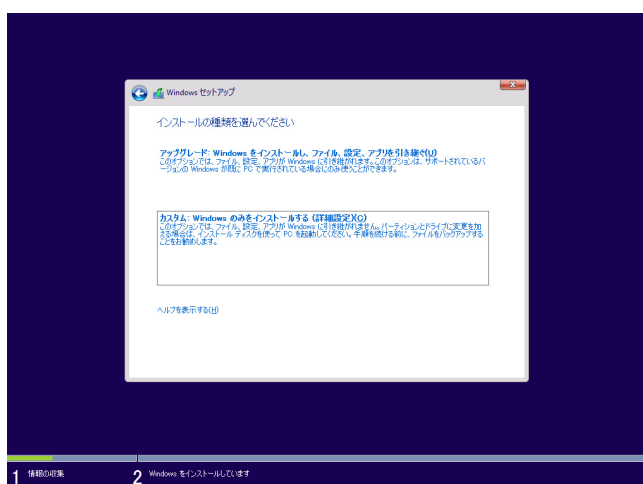 Windows セットアップ
インストールの種類を選んでください
アップグレード: Windows をインストールし、ファイル、設定、アプリを引き継ぐ(U)
このオプションでは、ファイル、設定、アプリが Windows に引き継がれます。このオプションは、サポートされているバ
ージョンの Windows が既に PC で実行されている場合にのみ使うことができます。
カスタム: Windows のみをインストールする (詳細設定)(C)
このオプションでは、ファイル、設定、アプリが Windows に引き継がれません。パーティションとドライブに変更を加
える場合は、インストール ディスクを使って PC を起動してください。手順を続ける前に、ファイルをバックアップする
ことをお勧めします。
ヘルプを表示する(H)
1 情報の収集
2 Windows をインストールしています